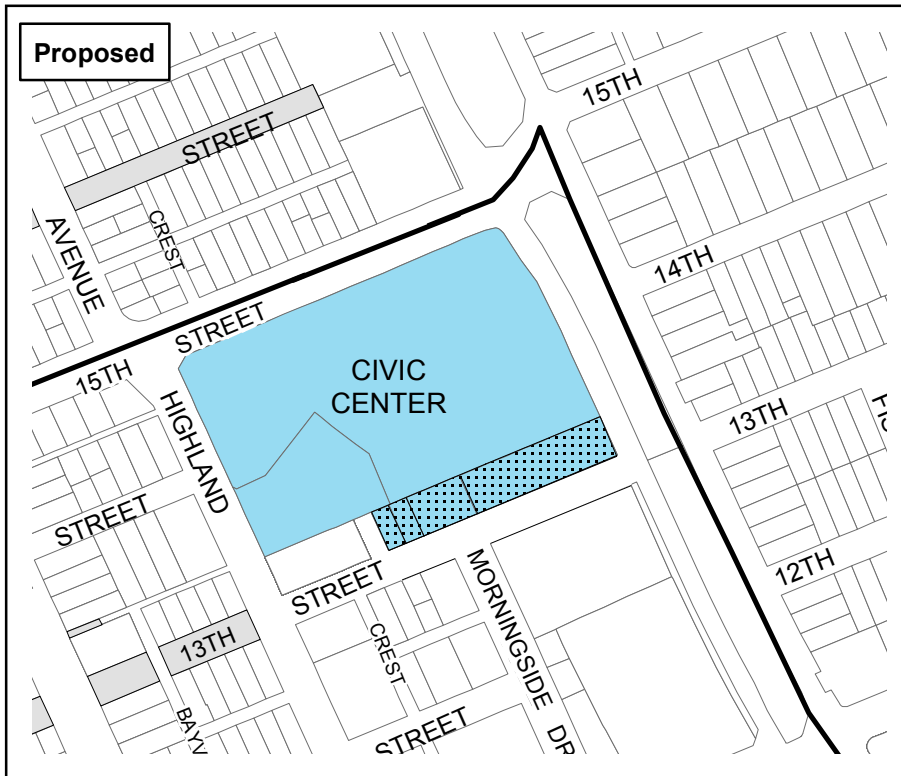 Proposed
15TH
STREET
CREST
AVENUE
14TH
STREET
CIVIC
CENTER
15TH
HIGHLAND
13TH
STREET
12TH
STREET
MORNINGSIDE DR
CREST
13TH
STREET